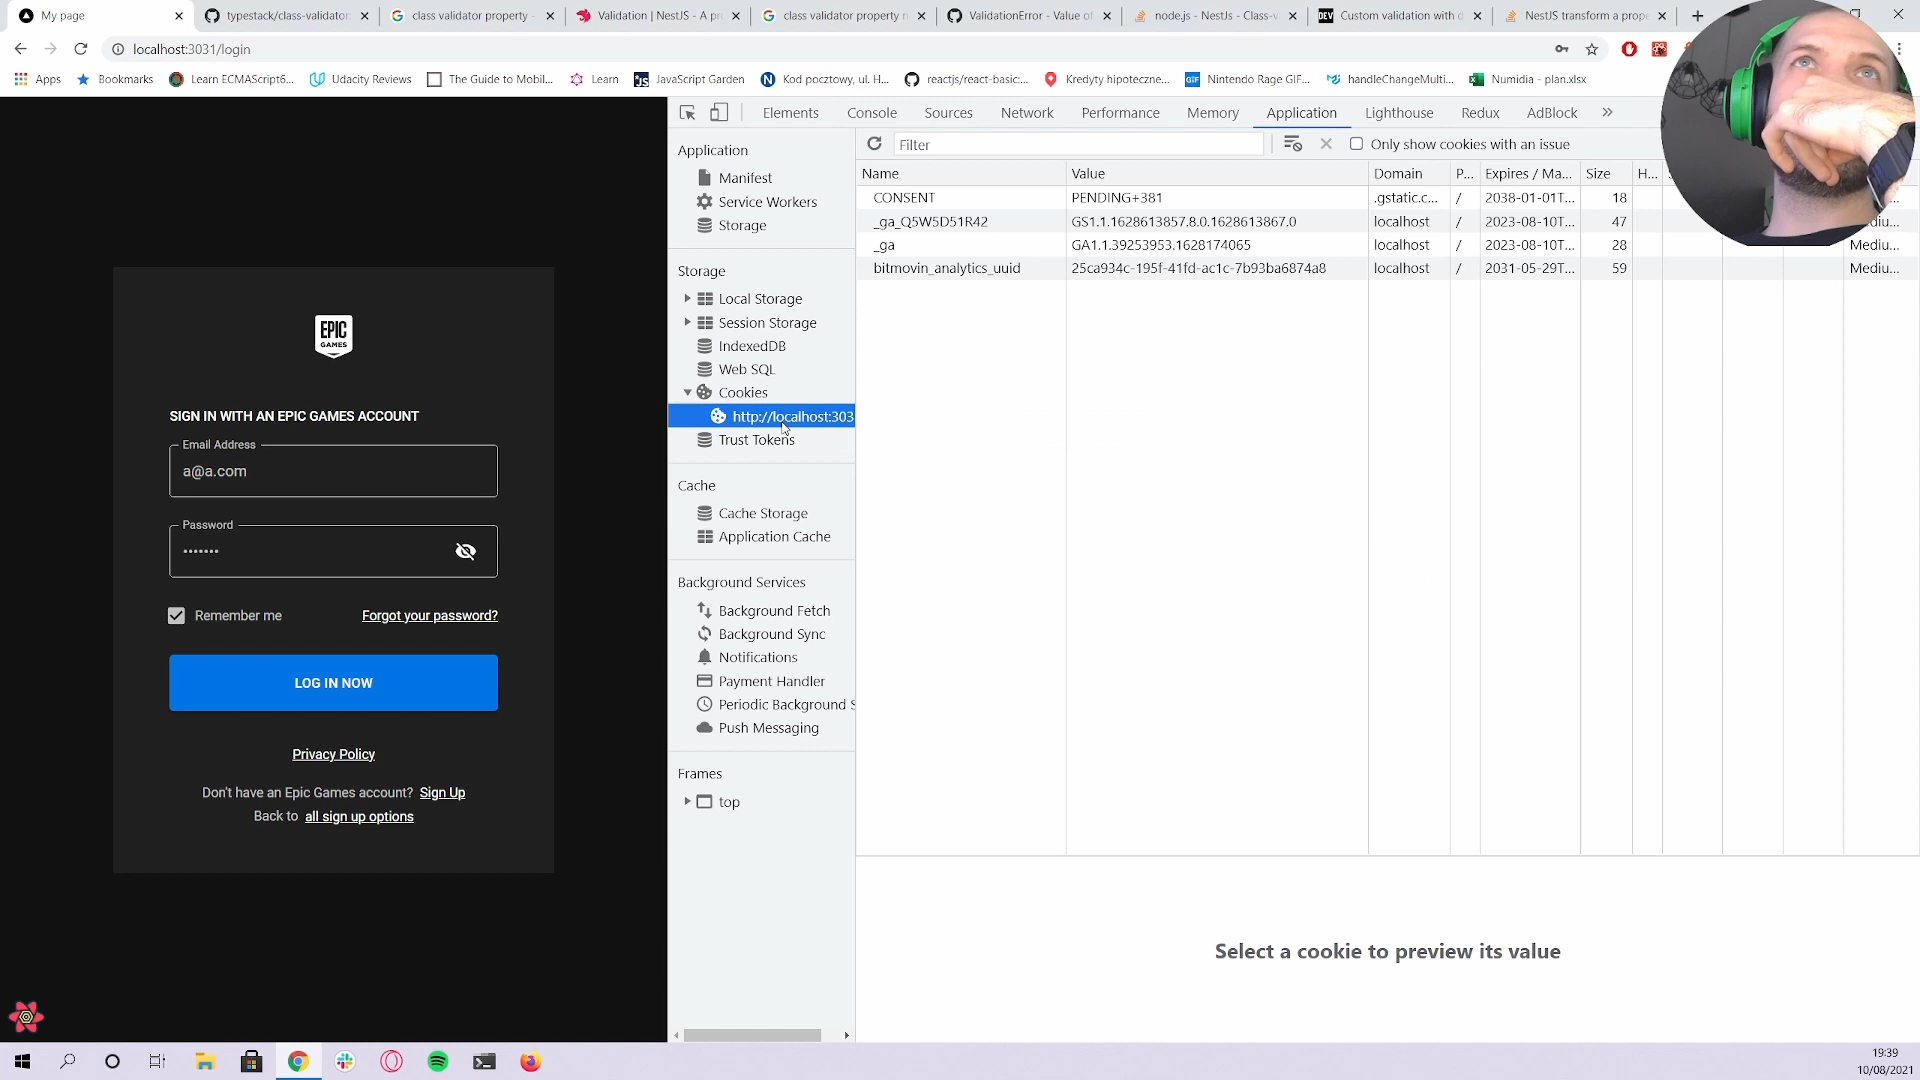 My page
typestack/class-validator:
class validator property -
Validation | NestJS - A pr
class validator property n
ValidationError - Value of
node.js - NestJs - Class-v
DEV
Custom validation with d
NestJS transform a prope
localhost:3031/login
Apps
Bookmarks
Learn ECMAScript6...
Udacity Reviews
The Guide to Mobil...
Learn
JS
JavaScript Garden
N
Kod pocztowy, ul. H...
reactjs/react-basic:...
Kredyty hipoteczne...
GIF
Nintendo Rage GIF...
handleChangeMulti...
Numidia - plan.xlsx
Elements
Console
Sources
Network
Performance
Memory
Application
Lighthouse
Redux
AdBlock
Filter
Only show cookies with an issue
Name Value Domain P... Expires / Ma... Size H...
CONSENT PENDING+381 .gstatic.c... / 2038-01-01T... 18
_ga_Q5W5D51R42 GS1.1.1628613857.8.0.1628613867.0 localhost / 2023-08-10T... 47 Mediu...
_ga GA1.1.39253953.1628174065 localhost / 2023-08-10T... 28 Mediu...
bitmovin_analytics_uuid 25ca934c-195f-41fd-ac1c-7b93ba6874a8 localhost / 2031-05-29T... 59 Mediu...
Select a cookie to preview its value
Application
Manifest
Service Workers
Storage
Storage
Local Storage
Session Storage
IndexedDB
Web SQL
Cookies
http://localhost:303
Trust Tokens
Cache
Cache Storage
Application Cache
Background Services
Background Fetch
Background Sync
Notifications
Payment Handler
Periodic Background S
Push Messaging
Frames
top
EPIC
GAMES
SIGN IN WITH AN EPIC GAMES ACCOUNT
Email Address
a@a.com
Password
Remember me
Forgot your password?
LOG IN NOW
Privacy Policy
Don't have an Epic Games account? Sign Up
Back to all sign up options
19:39
10/08/2021